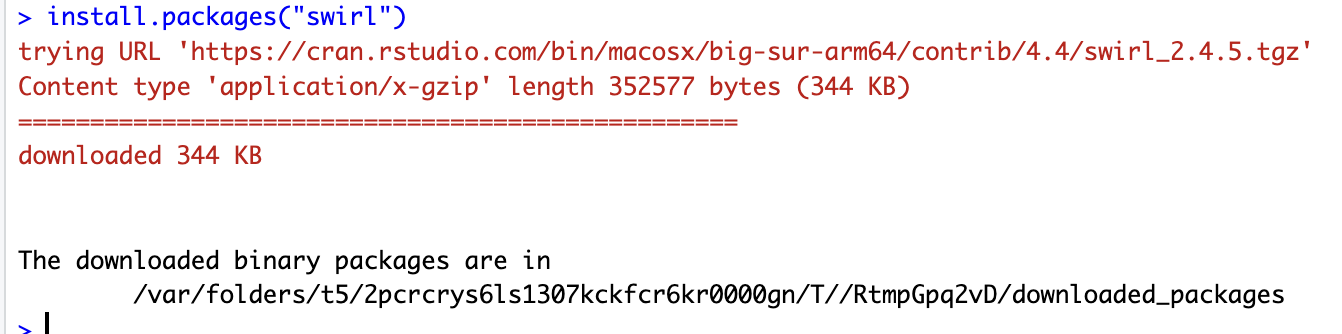 > install.packages("swirl")
trying URL 'https://cran.rstudio.com/bin/macosx/big-sur-arm64/contrib/4.4/swirl_2.4.5.tgz'
Content type 'application/x-gzip' length 352577 bytes (344 KB)
==================================================
downloaded 344 KB
The downloaded binary packages are in
/var/folders/t5/2pcrcrys6ls1307kckfcr6kr0000gn/T//RtmpGpq2vD/downloaded_packages
>